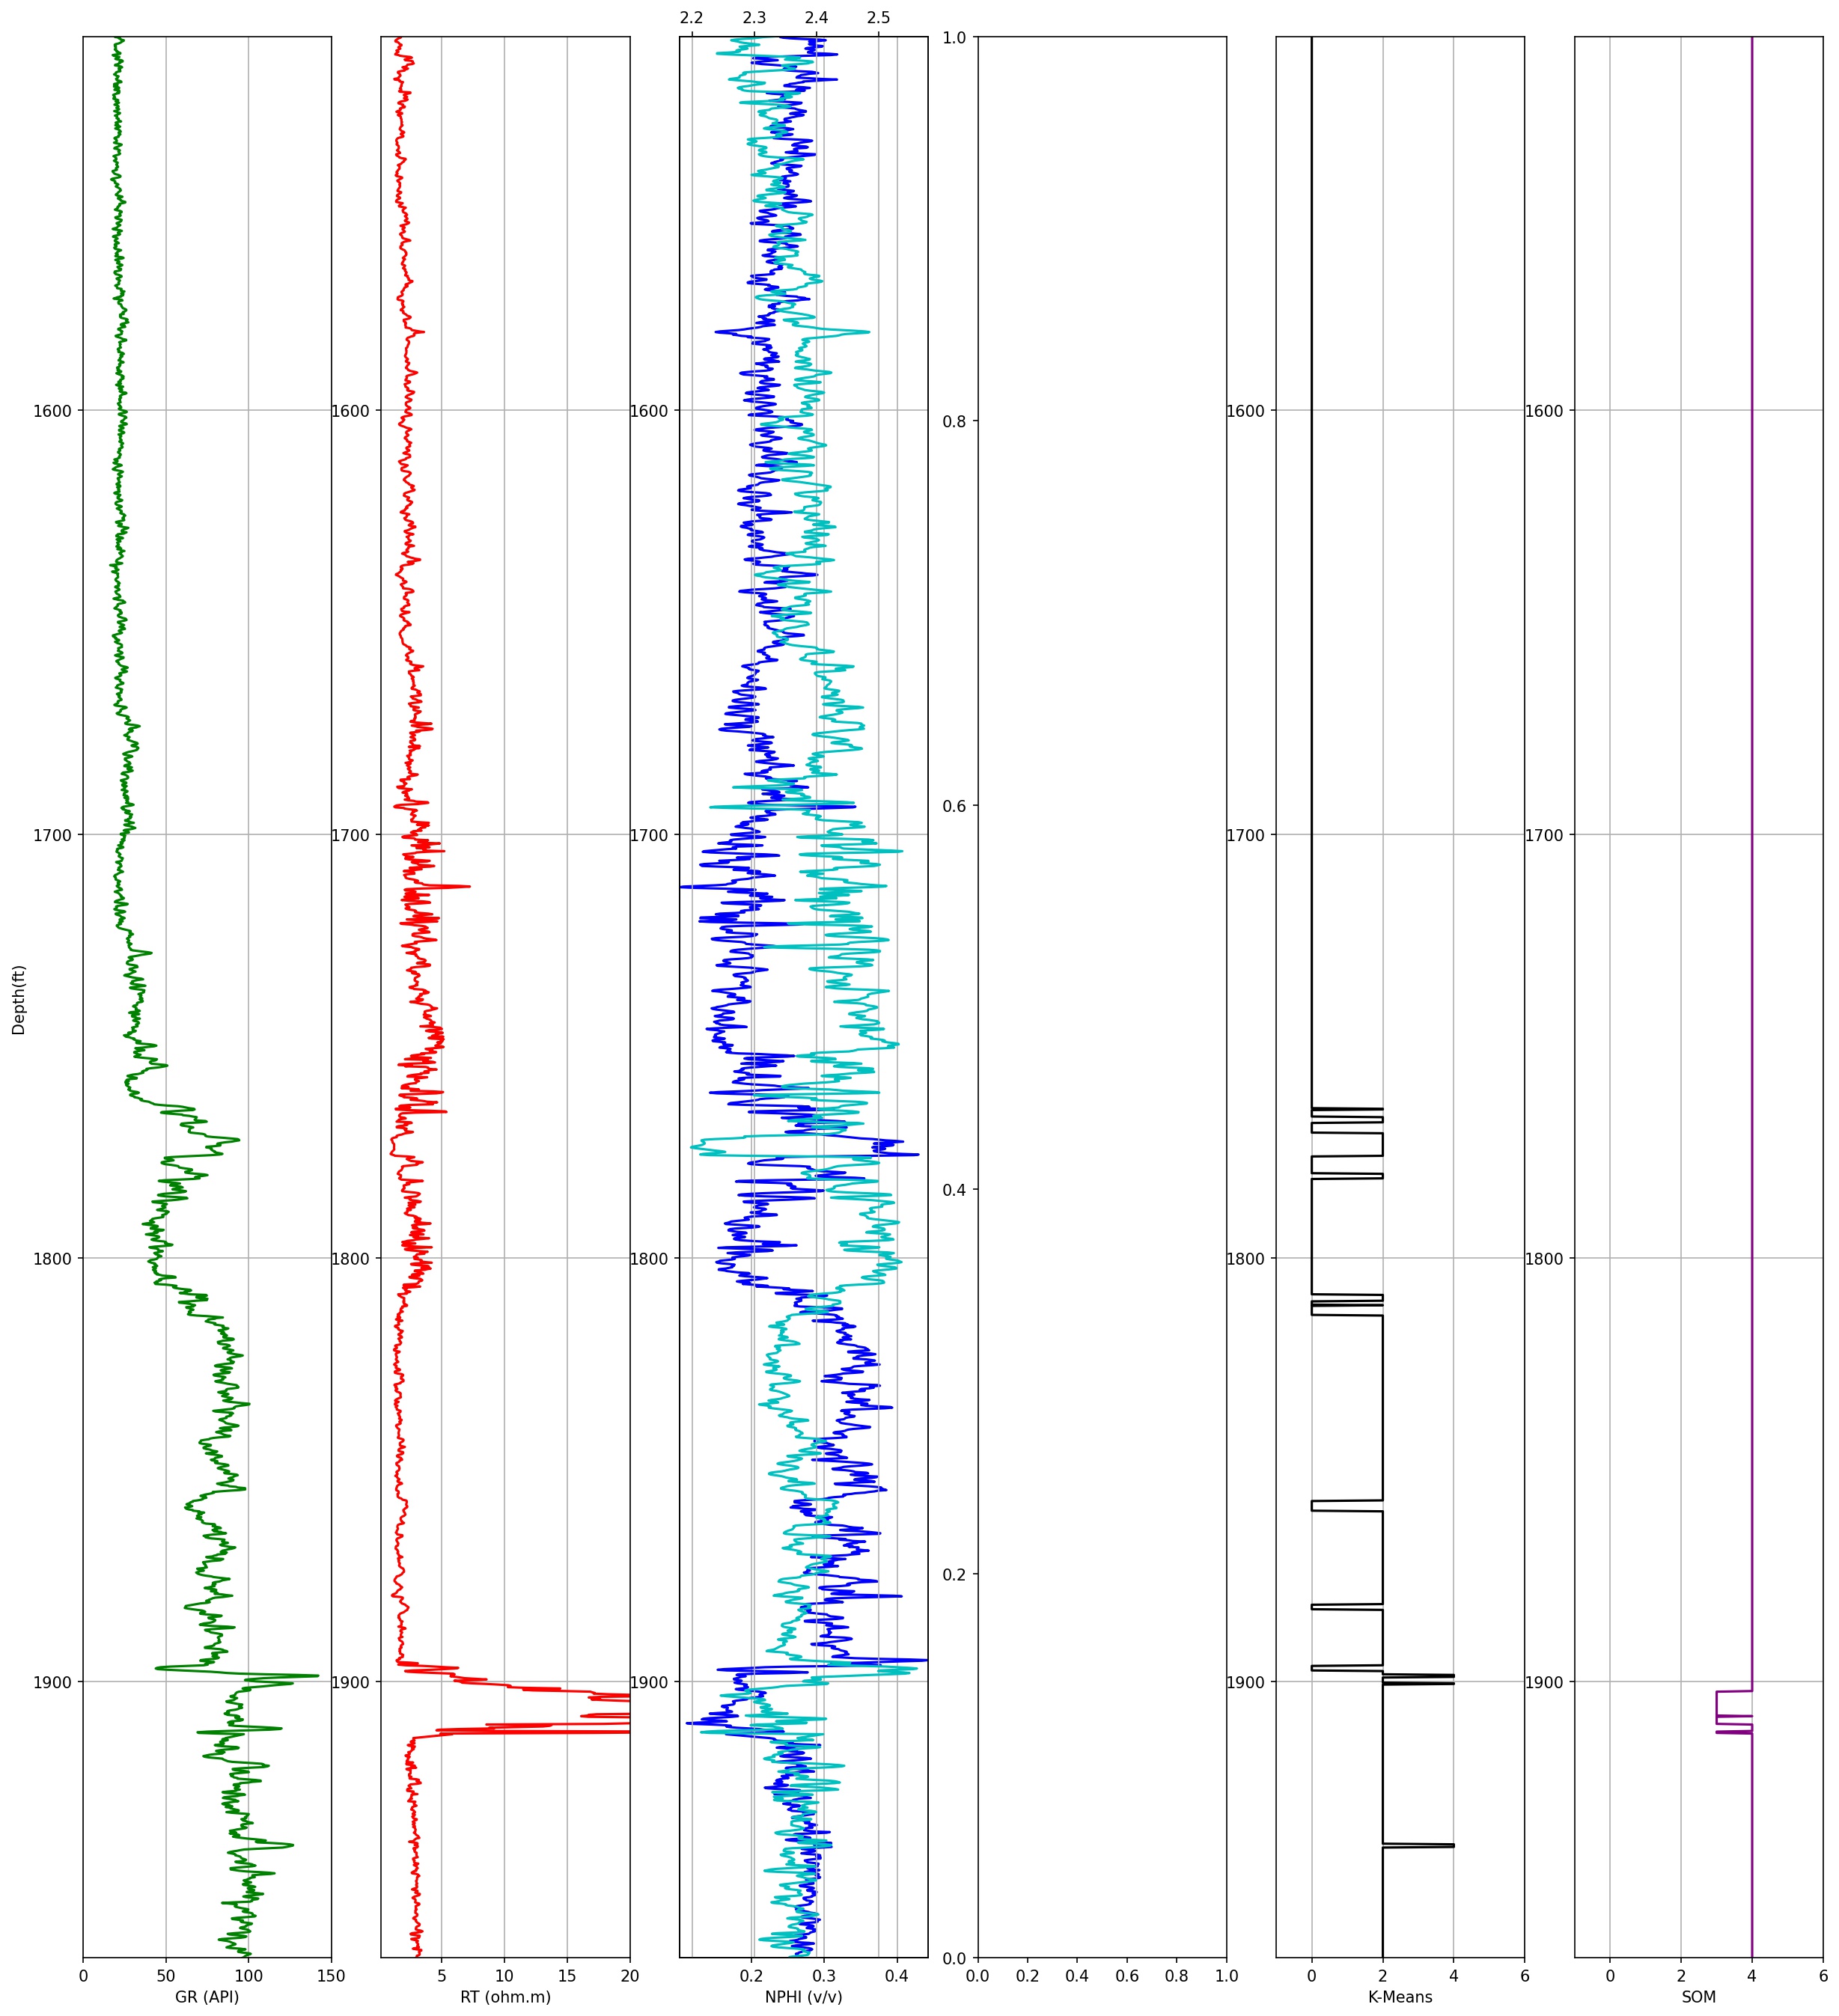 2.2 2.3 2.4 2.5
1.0
1600 1600 1600 1600
0.8
1700 1700 1700 1700
0.6
Depth(ft)
0.4
1800 1800 1800 1800
0.2
1900 1900 1900 1900
0.0
0 50 100 150
5 10 15 20
0.2 0.3 0.4
0.0 0.2 0.4 0.6 0.8 1.0
0 2 4 6
0 2 4 6
GR (API)
RT (ohm.m)
NPHI (v/v)
K-Means
SOM